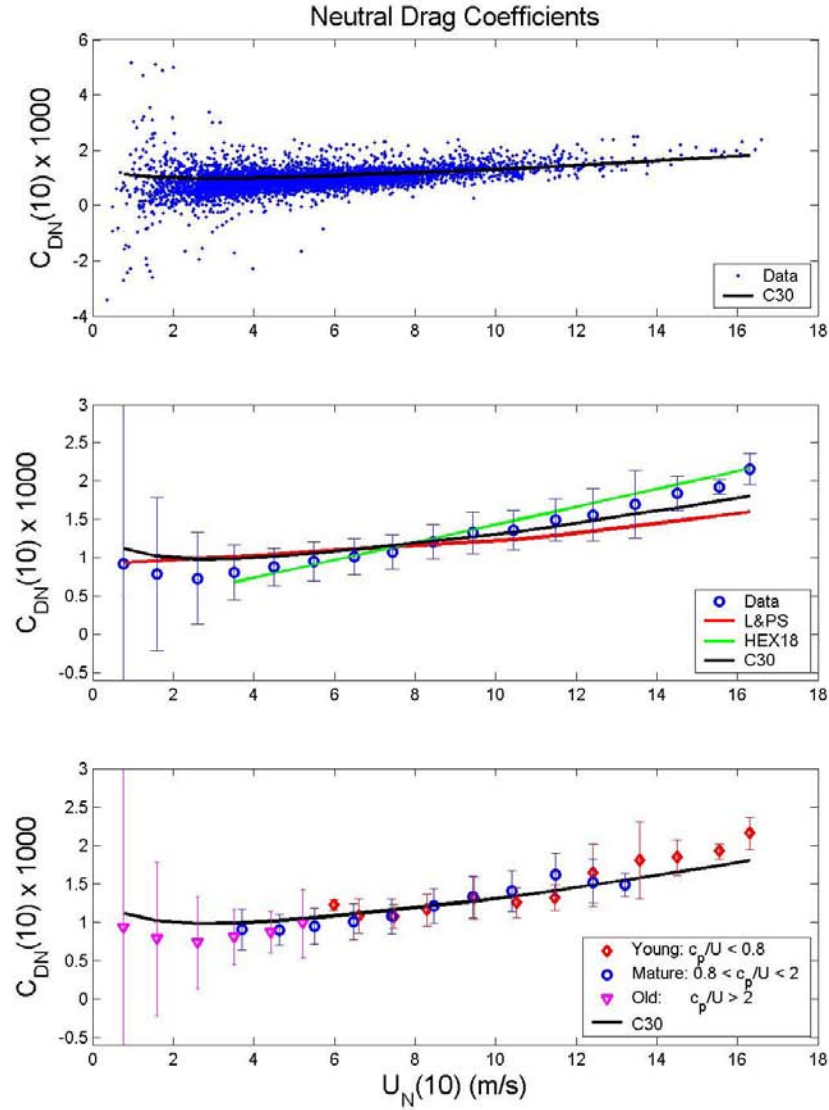 Neutral Drag Coefficients
C_DN(10) x 1000
6
4
2
0
-2
-4
0 2 4 6 8 10 12 14 16 18
Data
C30
C_DN(10) x 1000
3
2.5
2
1.5
1
0.5
0
-0.5
0 2 4 6 8 10 12 14 16 18
Data
L&PS
HEX18
C30
C_DN(10) x 1000
3
2.5
2
1.5
1
0.5
0
-0.5
0 2 4 6 8 10 12 14 16 18
Young: c_p/U < 0.8
Mature: 0.8 < c_p/U < 2
Old: c_p/U > 2
C30
U_N(10) (m/s)